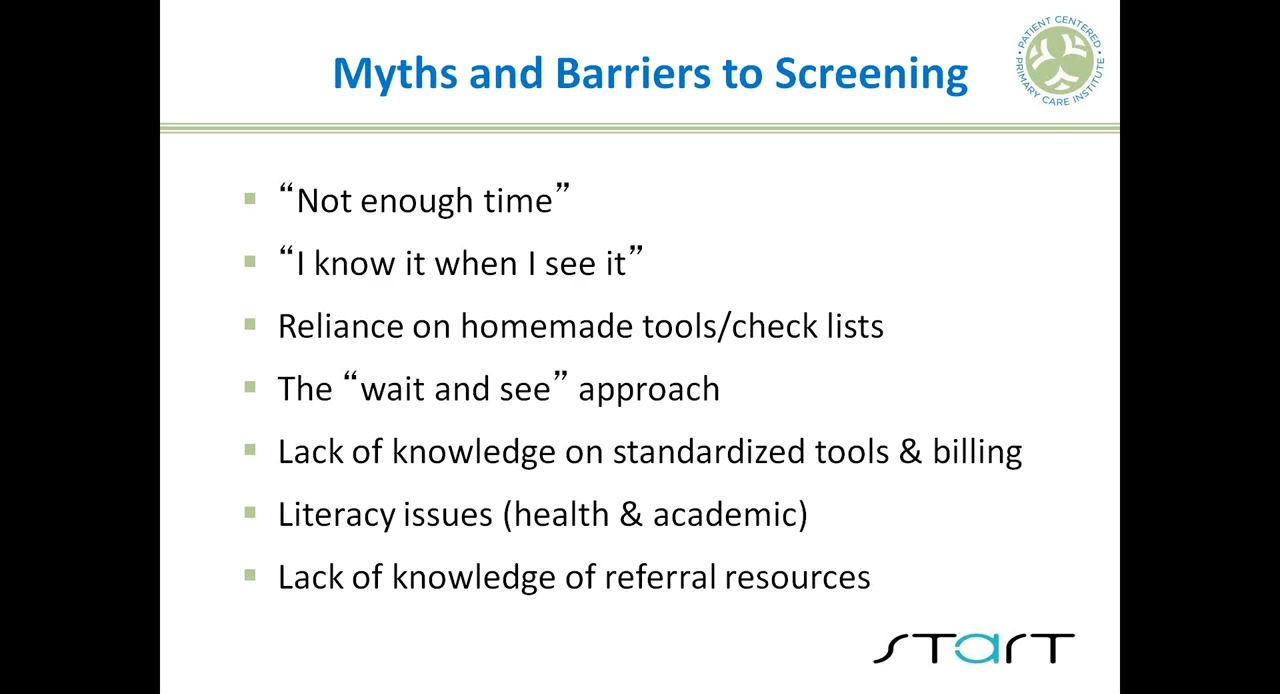 Myths and Barriers to Screening
PATIENT CENTERED
PRIMARY CARE INSTITUTE
“Not enough time”
“I know it when I see it”
Reliance on homemade tools/check lists
The “wait and see” approach
Lack of knowledge on standardized tools & billing
Literacy issues (health & academic)
Lack of knowledge of referral resources
START